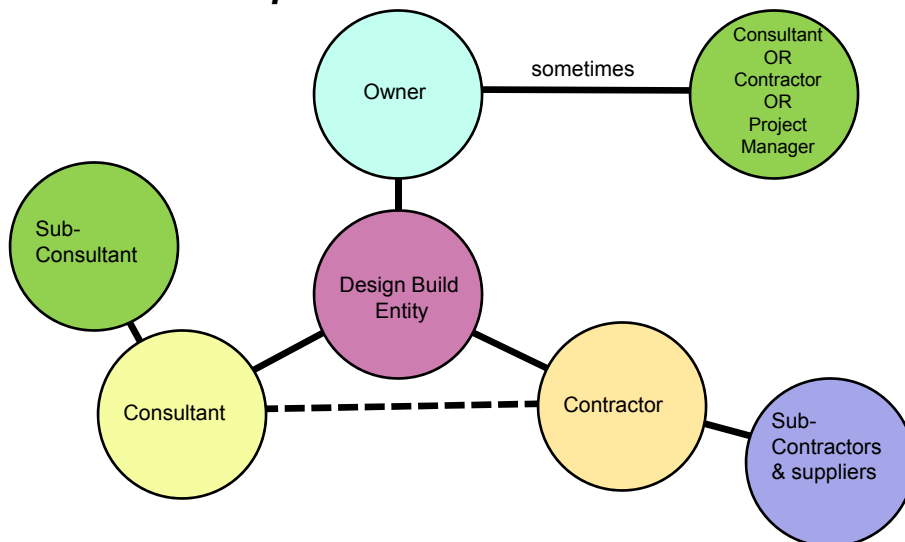 Owner
sometimes
Consultant
OR
Contractor
OR
Project
Manager
Sub-
Consultant
Design Build
Entity
Consultant
Contractor
Sub-
Contractors
& suppliers